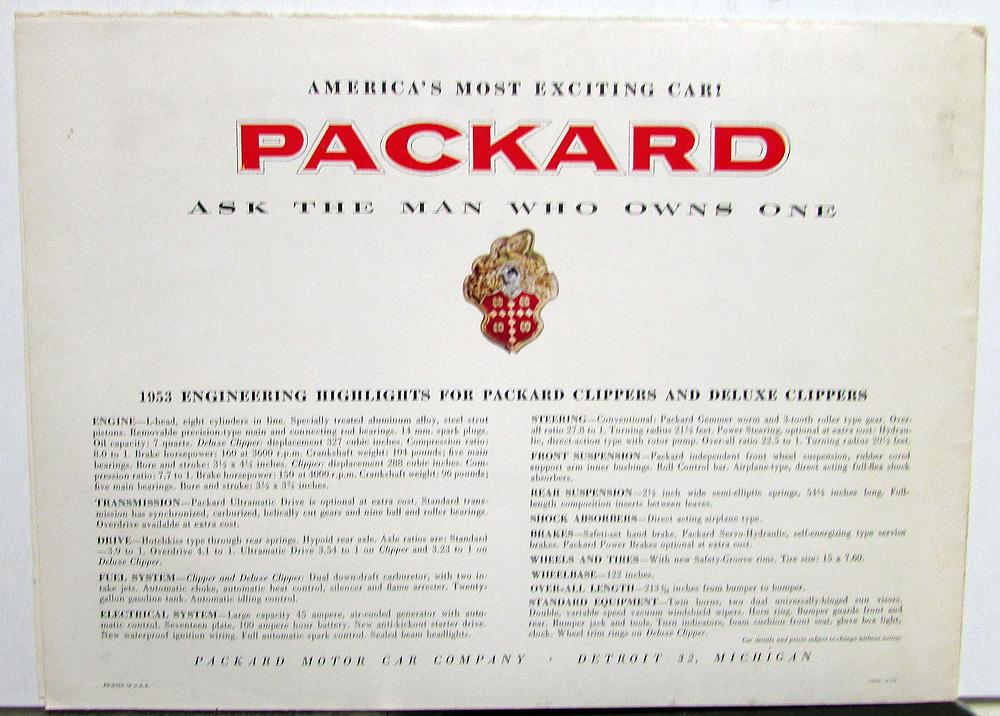 AMERICA'S MOST EXCITING CAR!
PACKARD
ASK THE MAN WHO OWNS ONE
1953 ENGINEERING HIGHLIGHTS FOR PACKARD CLIPPERS AND DELUXE CLIPPERS
ENGINE—L-head, eight cylinders in line. Specially treated aluminum alloy, steel strut
pistons. Removable precision-type main and connecting rod bearings. 14 mm. spark plugs.
Oil capacity: 7 quarts. Deluxe Clipper: displacement 327 cubic inches. Compression ratio:
8.0 to 1. Brake horsepower: 160 at 3600 r.p.m. Crankshaft weight: 104 pounds; five main
bearings. Bore and stroke: 3½ x 4¼ inches. Clipper: displacement 288 cubic inches. Com-
pression ratio: 7.7 to 1. Brake horsepower: 150 at 4000 r.p.m. Crankshaft weight: 96 pounds;
five main bearings. Bore and stroke: 3½ x 3¾ inches.
TRANSMISSION—Packard Ultramatic Drive is optional at extra cost. Standard trans-
mission has synchronized, carburized, helically cut gears and nine ball and roller bearings.
Overdrive available at extra cost.
DRIVE—Hotchkiss type through rear springs. Hypoid rear axle. Axle ratios are: Standard
—3.9 to 1. Overdrive 4.1 to 1. Ultramatic Drive 3.54 to 1 on Clipper and 3.23 to 1 on
Deluxe Clipper.
FUEL SYSTEM—Clipper and Deluxe Clipper: Dual down-draft carburetor, with two in-
take jets. Automatic choke, automatic heat control, silencer and flame arrester. Twenty-
gallon gasoline tank. Automatic idling control.
ELECTRICAL SYSTEM—Large capacity 45 ampere, air-cooled generator with auto-
matic control. Seventeen plate, 100 ampere hour battery. New anti-kickout starter drive.
New waterproof ignition wiring. Full automatic spark control. Sealed beam headlights.
STEERING—Conventional: Packard Gemmer worm and 3-tooth roller type gear. Over-
all ratio 27.8 to 1. Turning radius 21½ feet. Power Steering, optional at extra cost: Hydrau-
lic, direct-action type with rotor pump. Over-all ratio 22.5 to 1. Turning radius 20½ feet.
FRONT SUSPENSION—Packard independent front wheel suspension, rubber cored
support arm inner bushings. Roll Control bar. Airplane-type, direct acting full-flex shock
absorbers.
REAR SUSPENSION—2½ inch wide semi-elliptic springs, 54½ inches long. Full-
length composition inserts between leaves.
SHOCK ABSORBERS—Direct acting airplane type.
BRAKES—Safeti-set hand brake. Packard Servo-Hydraulic, self-energizing type service
brakes. Packard Power Brakes optional at extra cost.
WHEELS AND TIRES—With new Safety-Groove rims. Tire size: 15 x 7.60.
WHEELBASE—122 inches.
OVER-ALL LENGTH—213 inches from bumper to bumper.
STANDARD EQUIPMENT—Twin horns, two dual universally-hinged sun visors.
Double, variable speed vacuum windshield wipers. Horn ring. Bumper guards front and
rear. Bumper jack and tools. Turn indicators, foam cushion front seat, glove box light,
clock. Wheel trim rings on Deluxe Clipper.
Car details and prices subject to change without notice.
PACKARD MOTOR CAR COMPANY · DETROIT 32, MICHIGAN
PRINTED IN U.S.A.